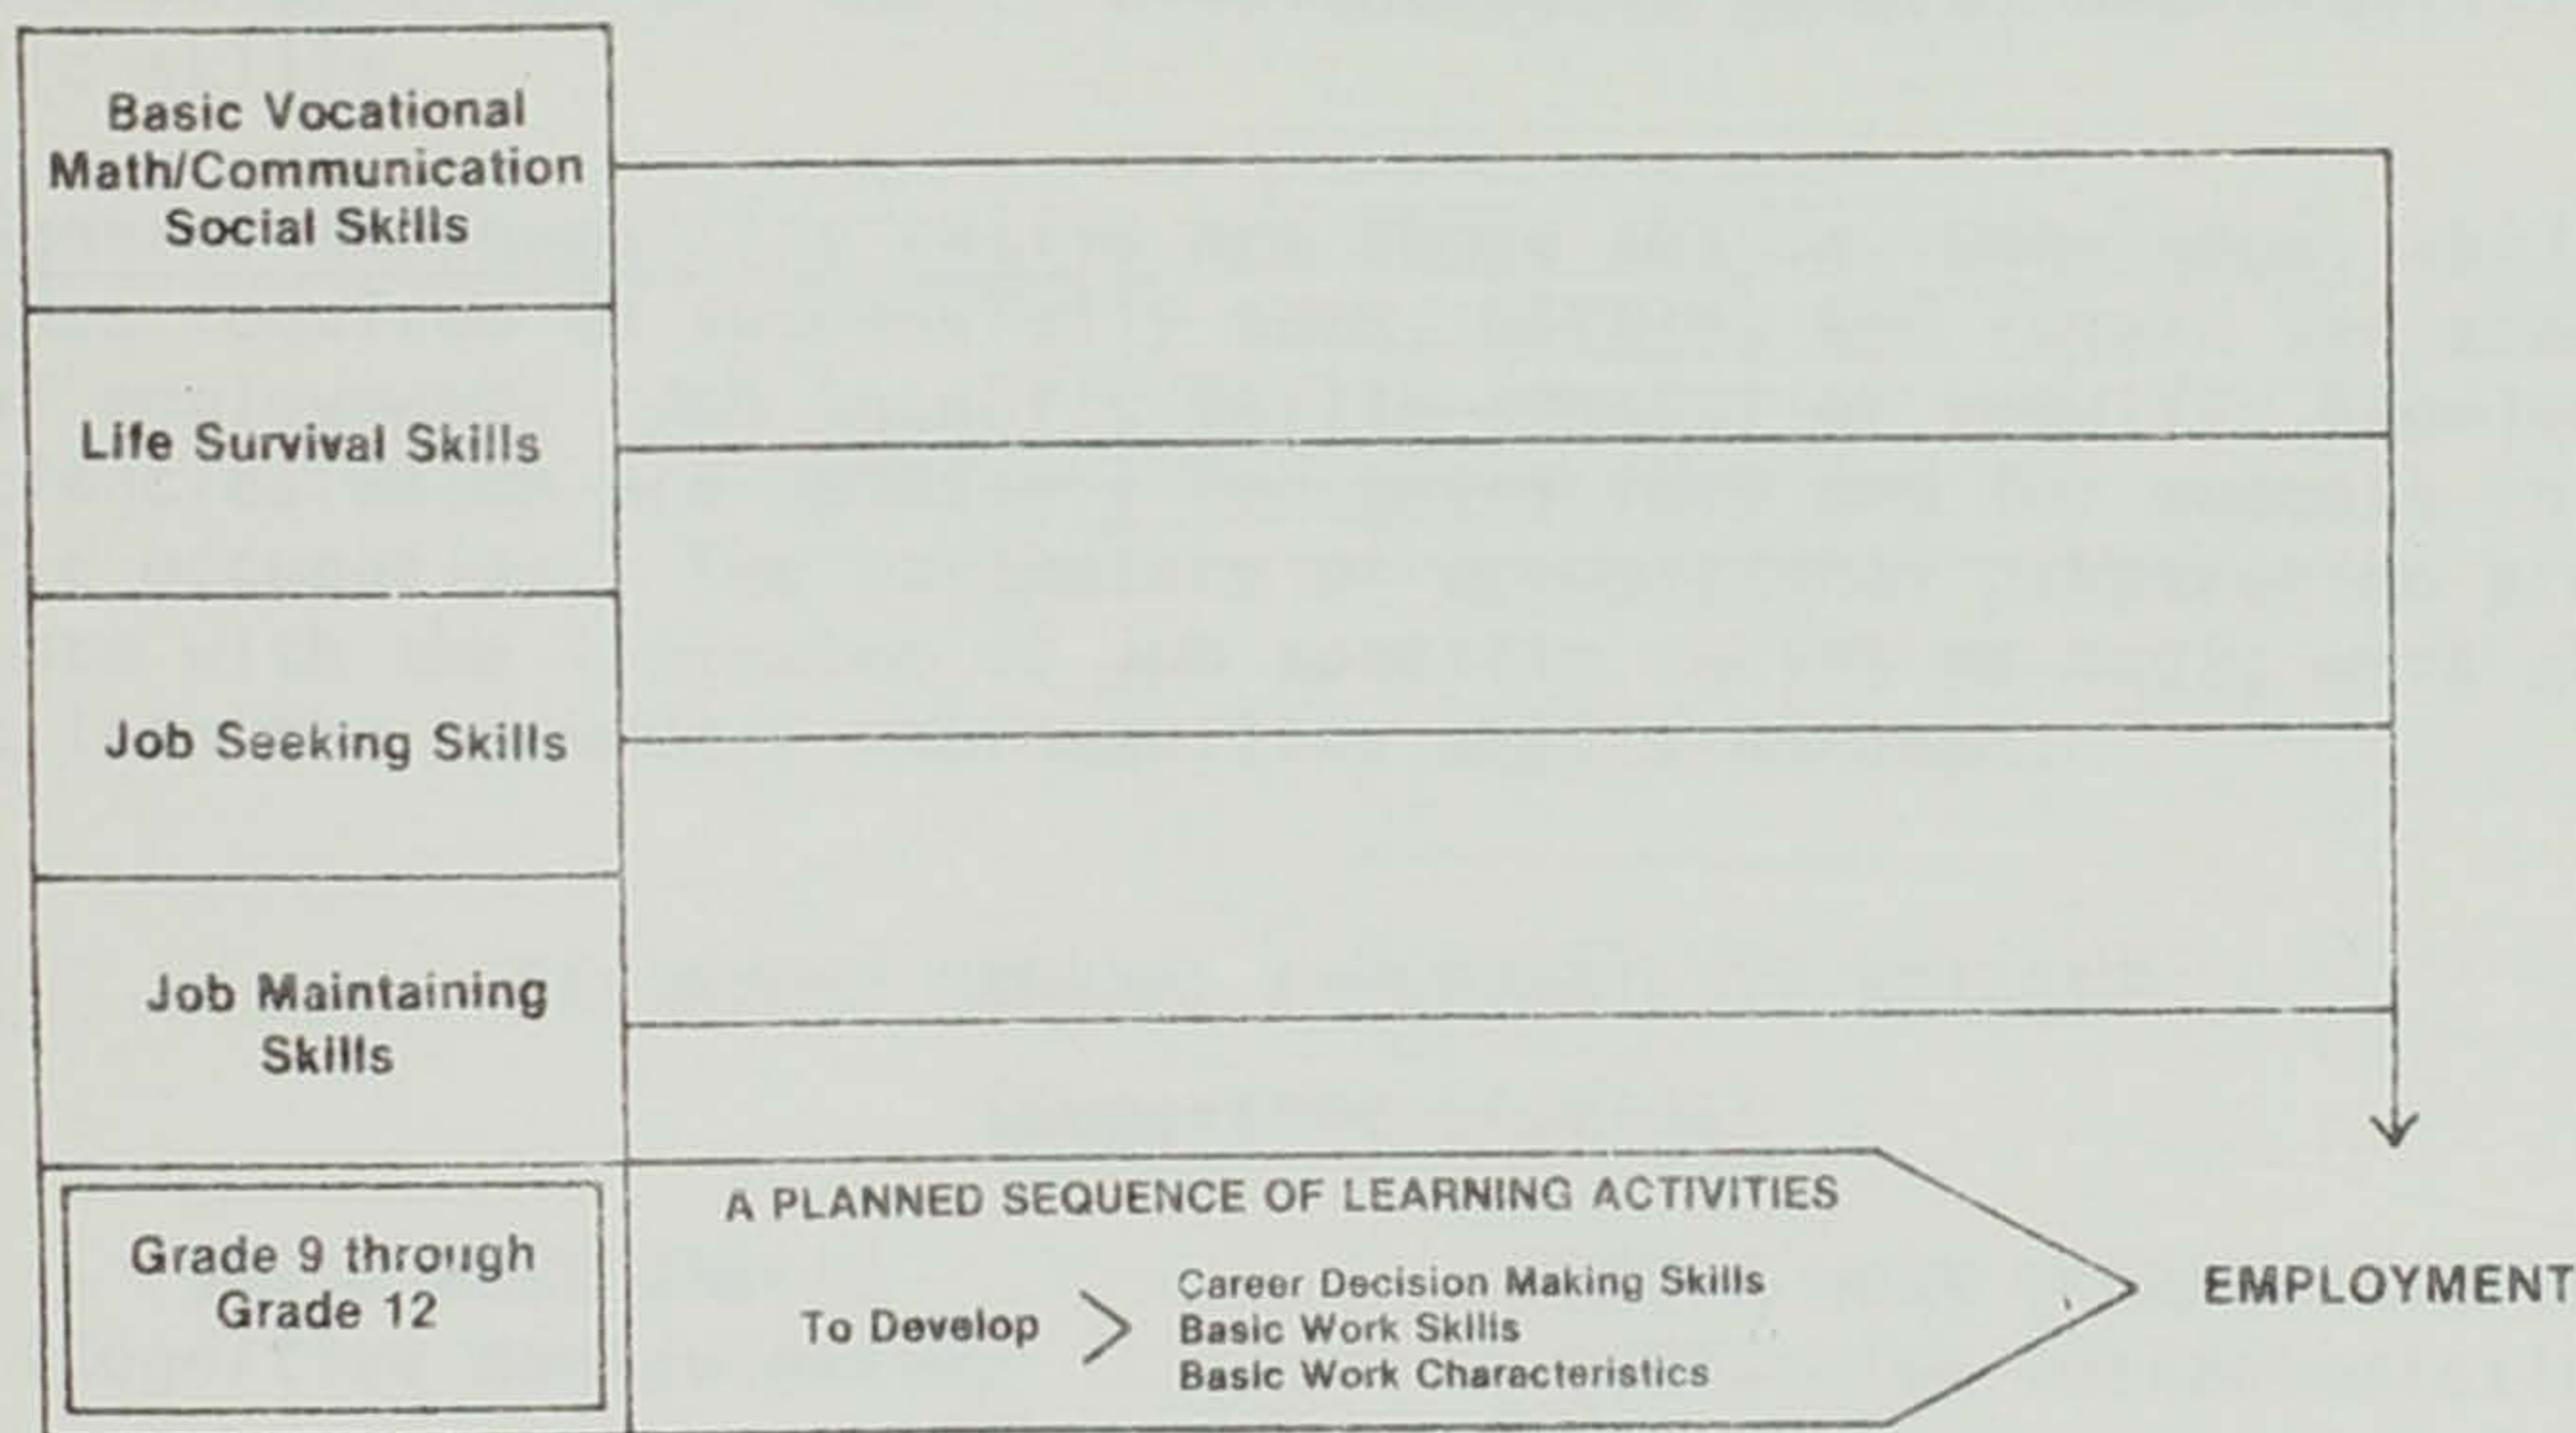 Basic Vocational
Math/Communication
Social Skills
Life Survival Skills
Job Seeking Skills
Job Maintaining
Skills
Grade 9 through
Grade 12
A PLANNED SEQUENCE OF LEARNING ACTIVITIES
To Develop >
Career Decision Making Skills
Basic Work Skills
Basic Work Characteristics
EMPLOYMENT